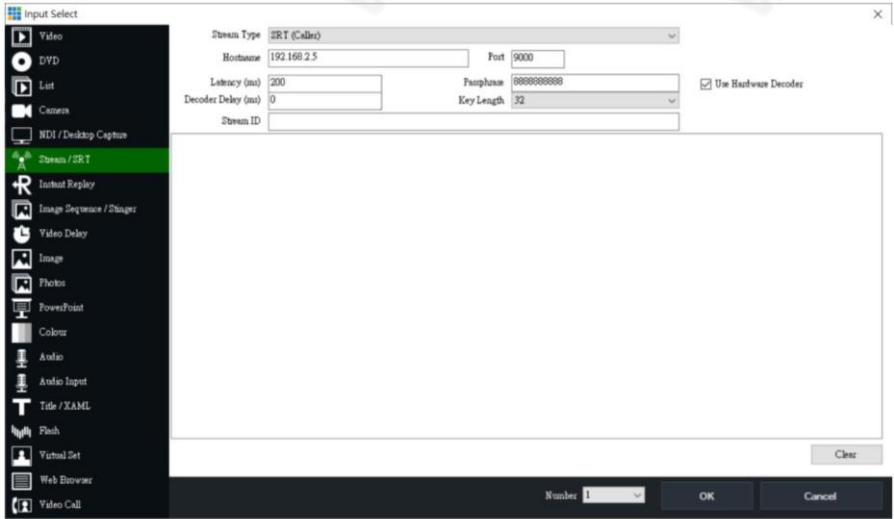 Input Select
Video
DVD
List
Camera
NDI / Desktop Capture
Stream / SRT
Instant Replay
Image Sequence / Stinger
Video Delay
Image
Photos
PowerPoint
Colour
Audio
Audio Input
Title / XAML
Flash
Virtual Set
Web Browser
Video Call
Stream Type SRT (Caller)
Hostname 192.168.2.5 Port 9000
Latency (ms) 200 Passphrase 8888888888 Use Hardware Decoder
Decoder Delay (ms) 0 Key Length 32
Stream ID
Clear
Number 1 OK Cancel